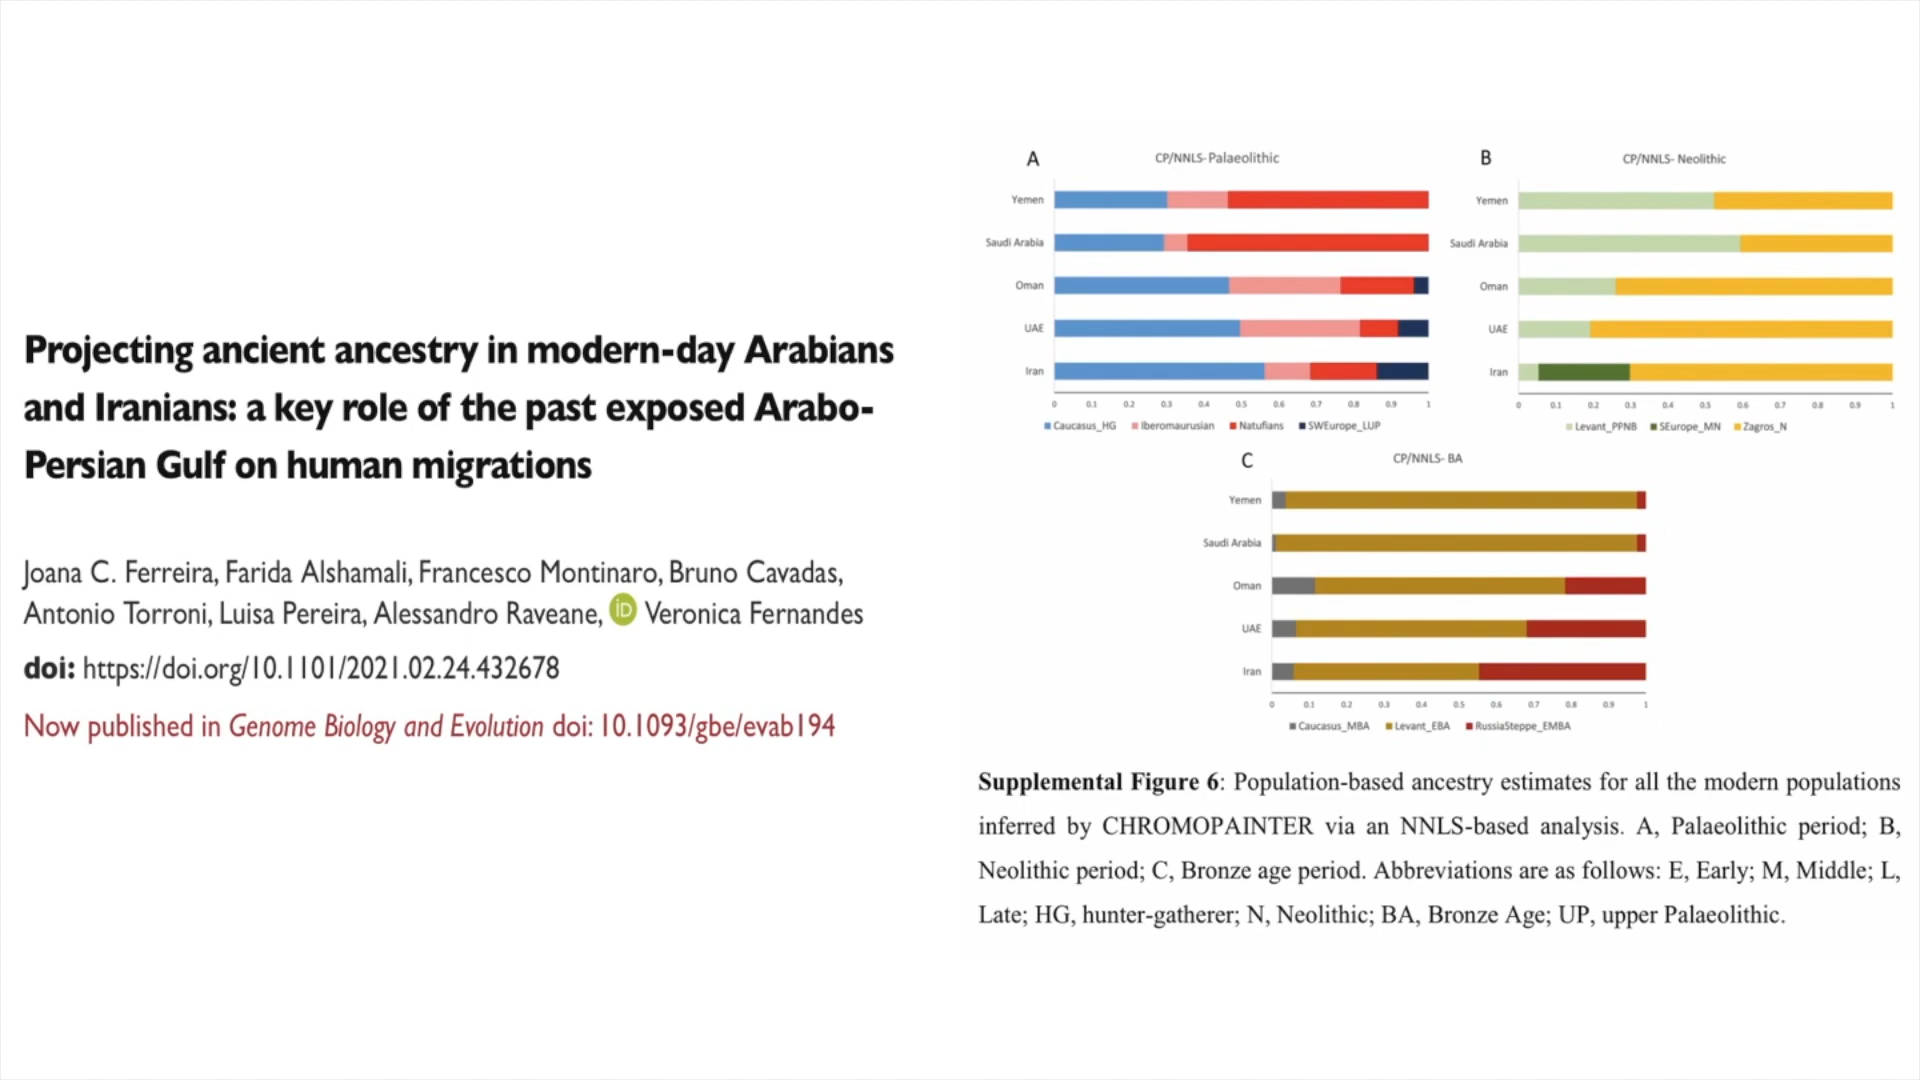 Projecting ancient ancestry in modern-day Arabians
and Iranians: a key role of the past exposed Arabo-
Persian Gulf on human migrations
Joana C. Ferreira, Farida Alshamali, Francesco Montinaro, Bruno Cavadas,
Antonio Torroni, Luisa Pereira, Alessandro Raveane, iD Veronica Fernandes
doi: https://doi.org/10.1101/2021.02.24.432678
Now published in Genome Biology and Evolution doi: 10.1093/gbe/evab194
A
CP/NNLS- Palaeolithic
Yemen
Saudi Arabia
Oman
UAE
Iran
0 0.1 0.2 0.3 0.4 0.5 0.6 0.7 0.8 0.9 1
Caucasus_HG Iberomaurusian Natufians SWEurope_LUP
B
CP/NNLS- Neolithic
Yemen
Saudi Arabia
Oman
UAE
Iran
0 0.1 0.2 0.3 0.4 0.5 0.6 0.7 0.8 0.9 1
Levant_PPNB SEurope_MN Zagros_N
C
CP/NNLS- BA
Yemen
Saudi Arabia
Oman
UAE
Iran
0 0.1 0.2 0.3 0.4 0.5 0.6 0.7 0.8 0.9 1
Caucasus_MBA Levant_EBA RussiaSteppe_EMBA
Supplemental Figure 6: Population-based ancestry estimates for all the modern populations
inferred by CHROMOPAINTER via an NNLS-based analysis. A, Palaeolithic period; B,
Neolithic period; C, Bronze age period. Abbreviations are as follows: E, Early; M, Middle; L,
Late; HG, hunter-gatherer; N, Neolithic; BA, Bronze Age; UP, upper Palaeolithic.